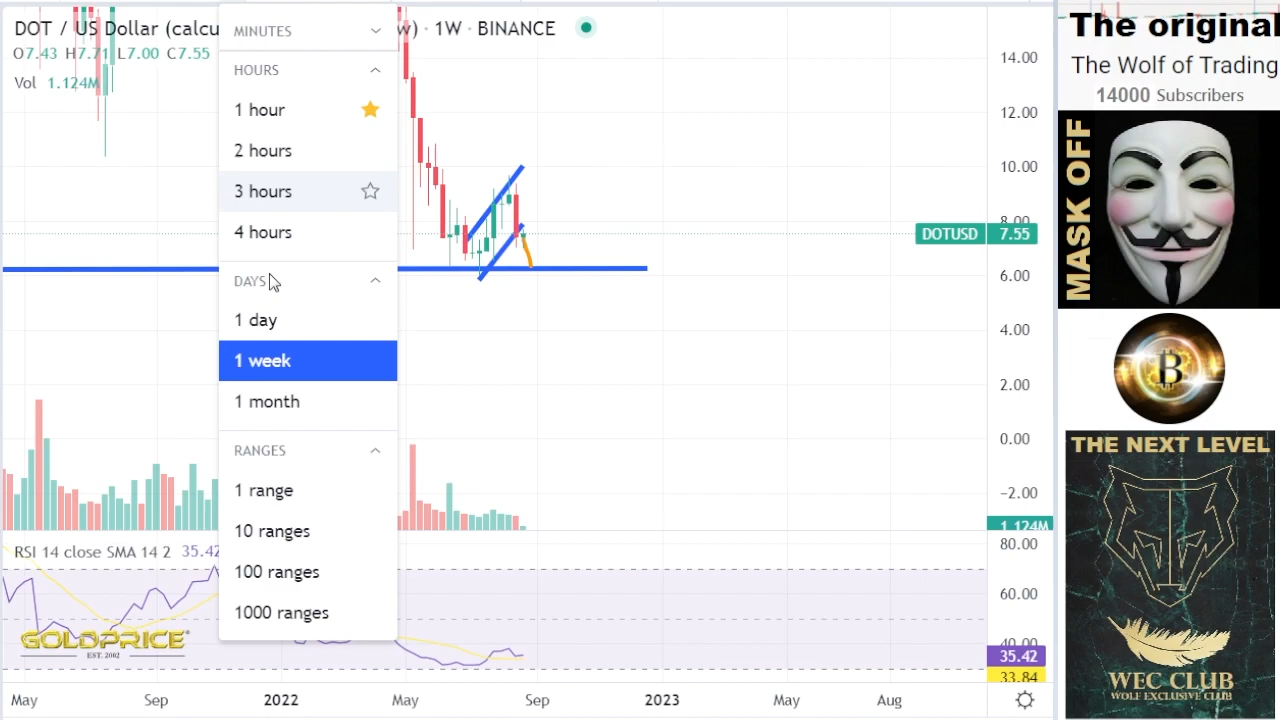 DOT / US Dollar (calcu
w) · 1W · BINANCE
O7.43 H7.71 L7.00 C7.55
Vol 1.124M
MINUTES
HOURS
1 hour
2 hours
3 hours
4 hours
DAYS
1 day
1 week
1 month
RANGES
1 range
10 ranges
100 ranges
1000 ranges
14.00
12.00
10.00
8.00
DOTUSD 7.55
6.00
4.00
2.00
0.00
−2.00
1.124M
RSI 14 close SMA 14 2 35.42
80.00
60.00
40.00
35.42
33.84
GOLDPRICE
EST. 2002
May Sep 2022 May Sep 2023 May Aug
The original
The Wolf of Trading
14000 Subscribers
MASK OFF
B
THE NEXT LEVEL
WEC CLUB
WOLF EXCLUSIVE CLUB